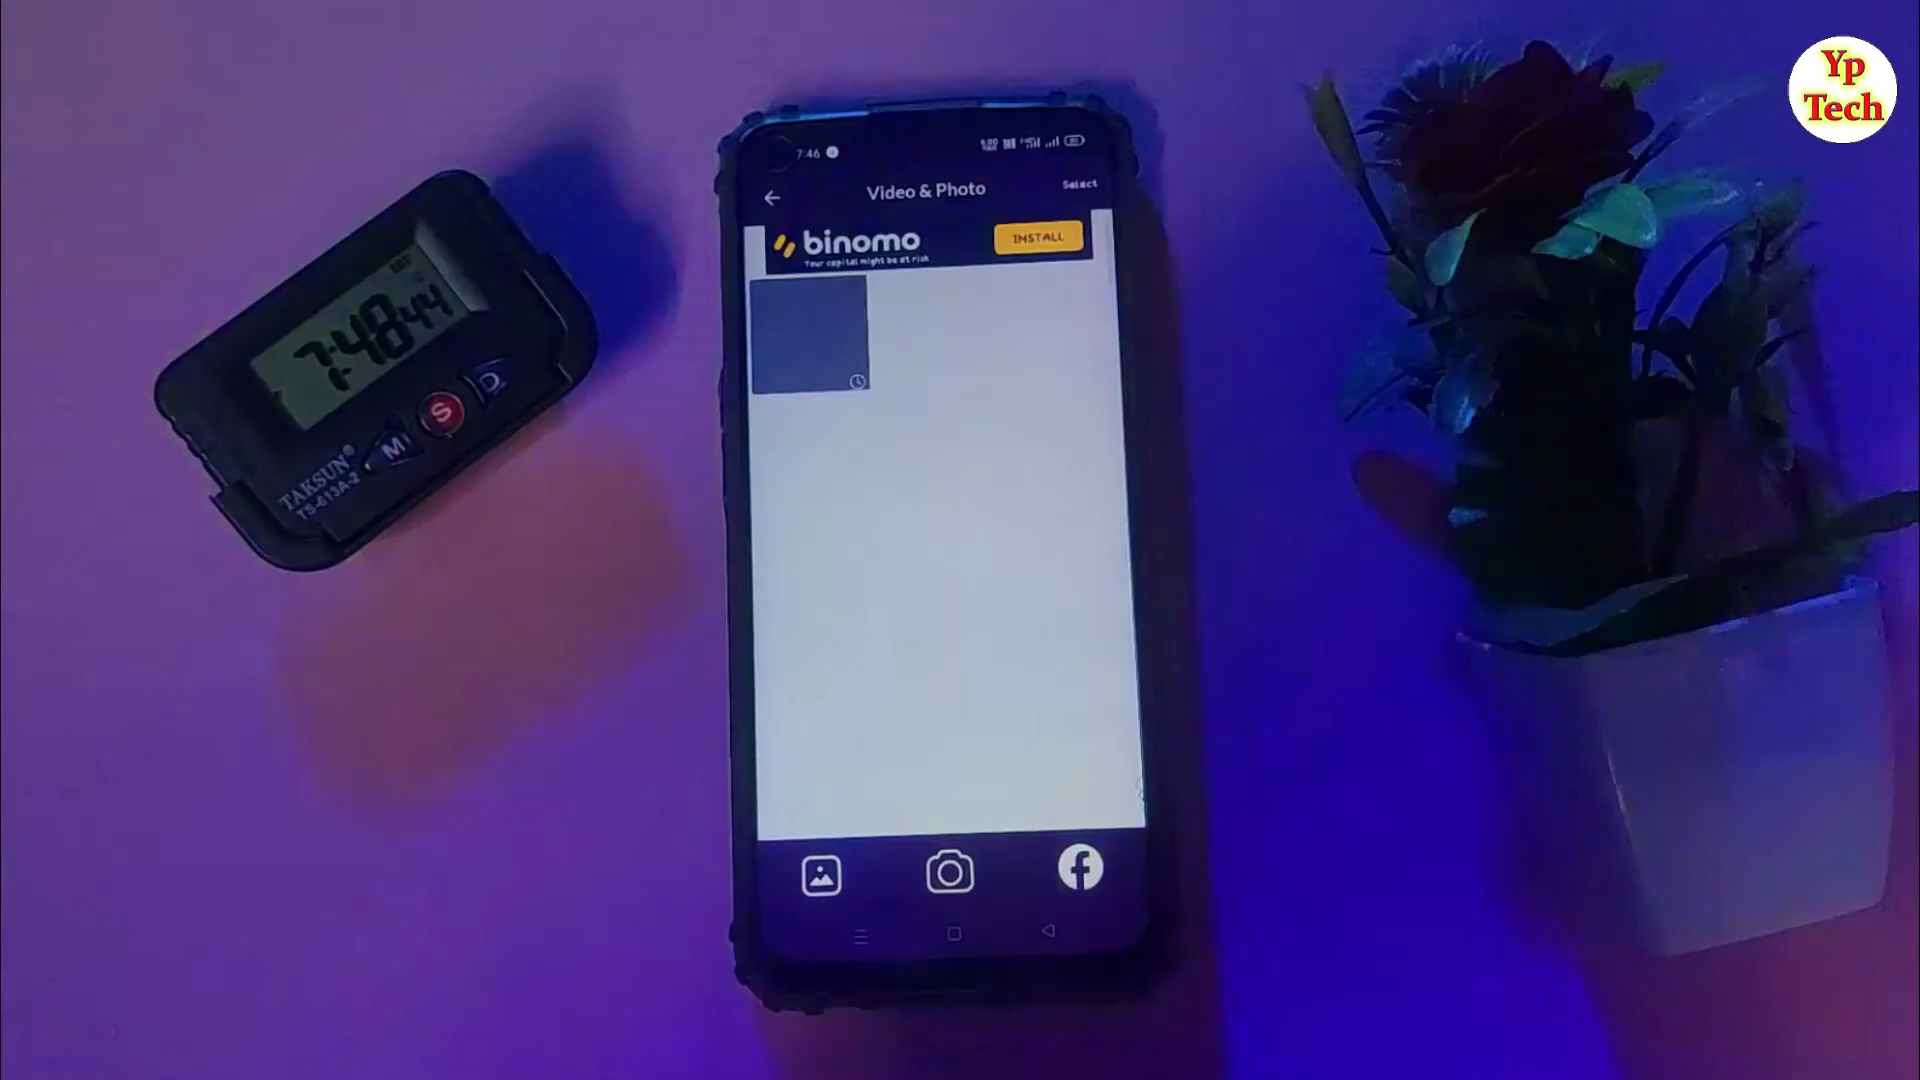 Yp
Tech
7:46
Video & Photo
Select
binomo
Your capital might be at risk
INSTALL
7:40 44
M
S
D
TAKSUN®
TS-613A-2